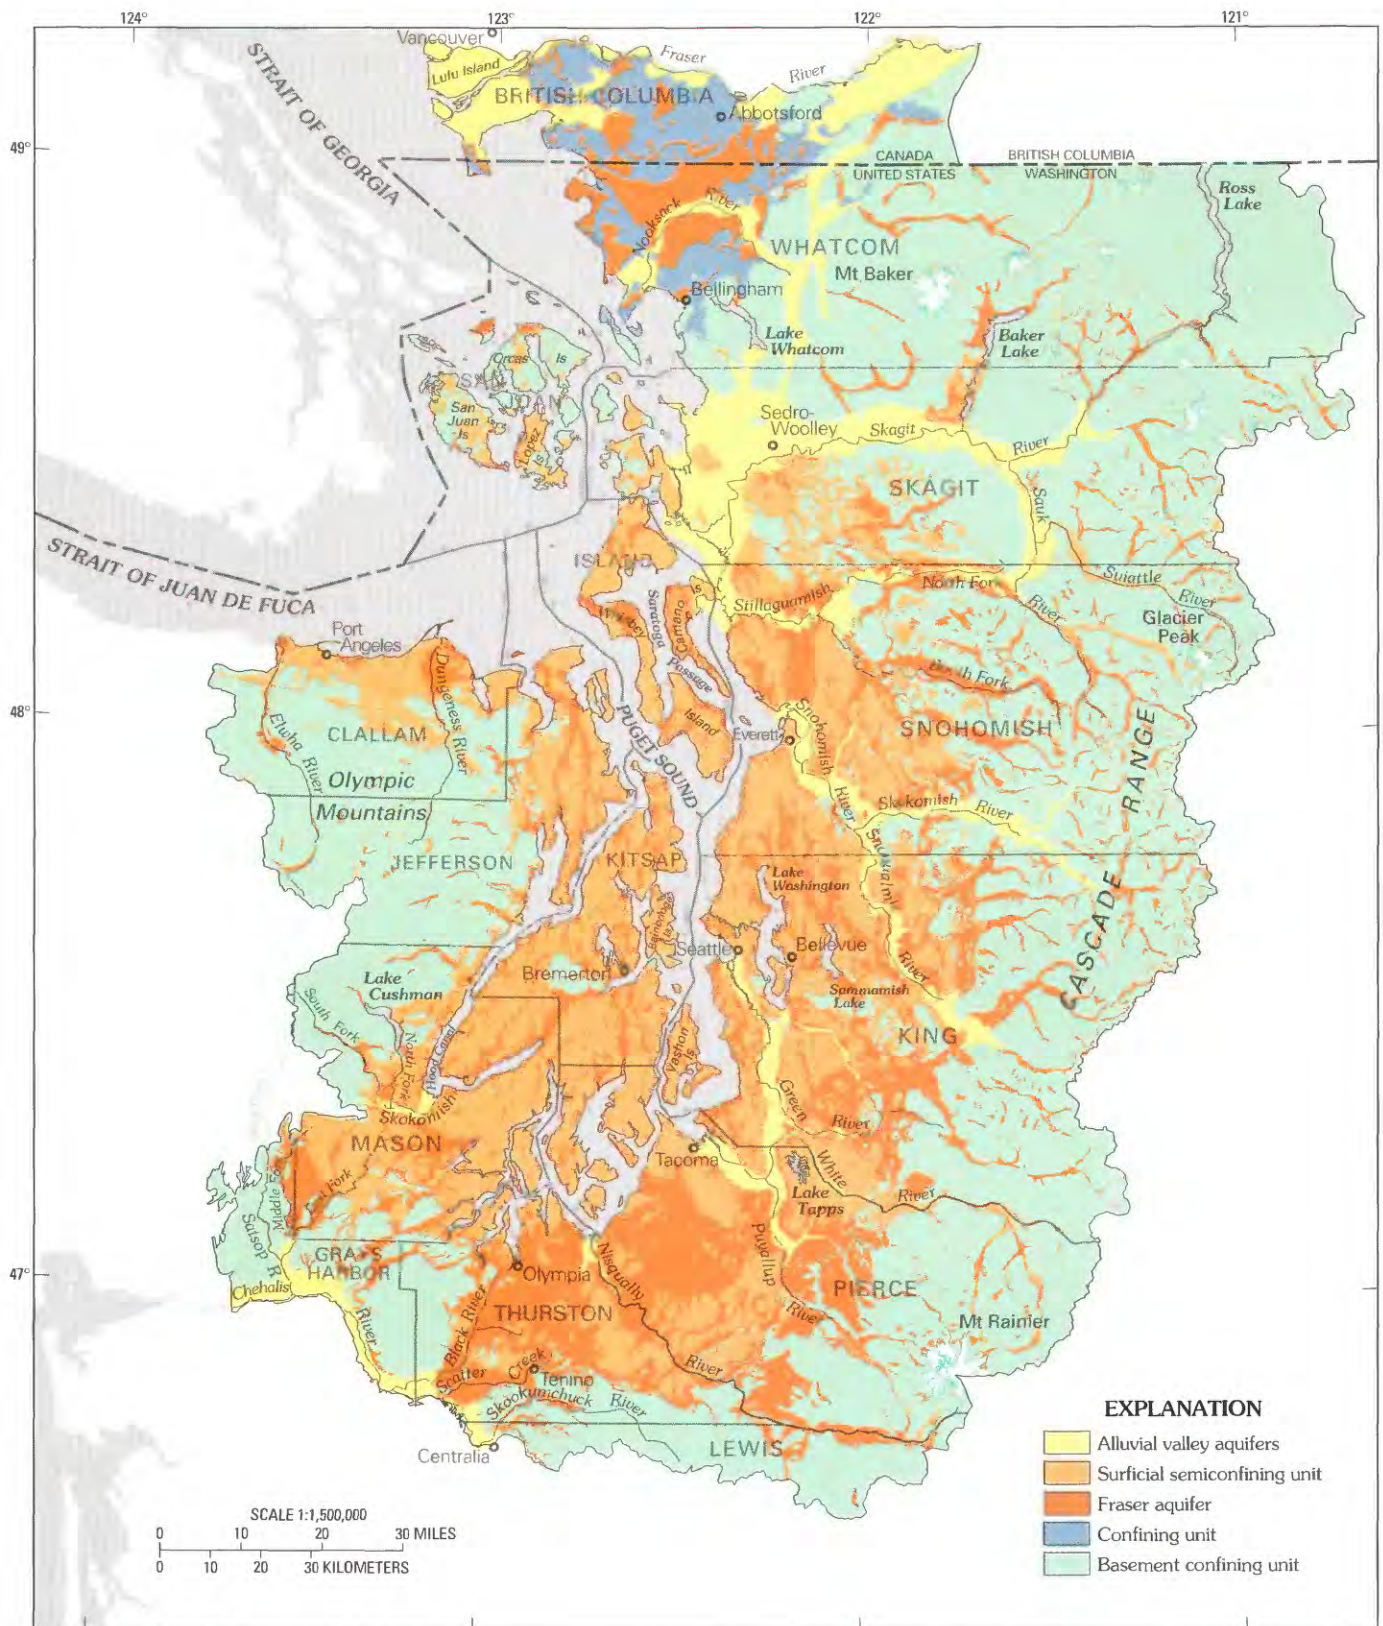 124°
123°
122°
121°
Vancouver
Fraser
River
Lulu Island
BRITISH COLUMBIA
Abbotsford
STRAIT OF GEORGIA
49°
CANADA
BRITISH COLUMBIA
UNITED STATES
WASHINGTON
Ross
Lake
Nooksack
River
WHATCOM
Mt Baker
Bellingham
Lake
Whatcom
Baker
Lake
Orcas Is
SAN
JUAN
San
Juan
Is
Lopez
Is
Sedro-
Woolley
Skagit
River
SKAGIT
Sauk
STRAIT OF JUAN DE FUCA
ISLAND
Whidbey
Saratoga
Passage
Camano
Is
Island
Stillaguamish
North Fork
River
Suiattle
River
Glacier
Peak
South Fork
Port
Angeles
Dungeness River
Elwha
River
CLALLAM
48°
Olympic
Mountains
JEFFERSON
PUGET SOUND
Everett
Snohomish
River
SNOHOMISH
Skykomish
River
CASCADE RANGE
KITSAP
Lake
Washington
Snoqualmie
River
Bainbridge
Is
Seattle
Bellevue
Bremerton
Sammamish
Lake
Lake
Cushman
South Fork
North Fork
Hood Canal
Skokomish
KING
Vashon
Is
Green
River
MASON
Tacoma
White
River
Lake
Tapps
Middle Fork
East Fork
Satsop R
47°
GRAYS
HARBOR
Chehalis
River
Olympia
Nisqually
River
Puyallup
River
PIERCE
THURSTON
Black River
Mt Rainier
Scatter
Creek
Tenino
Skookumchuck
River
Centralia
LEWIS
EXPLANATION
Alluvial valley aquifers
Surficial semiconfining unit
Fraser aquifer
Confining unit
Basement confining unit
SCALE 1:1,500,000
0 10 20 30 MILES
0 10 20 30 KILOMETERS